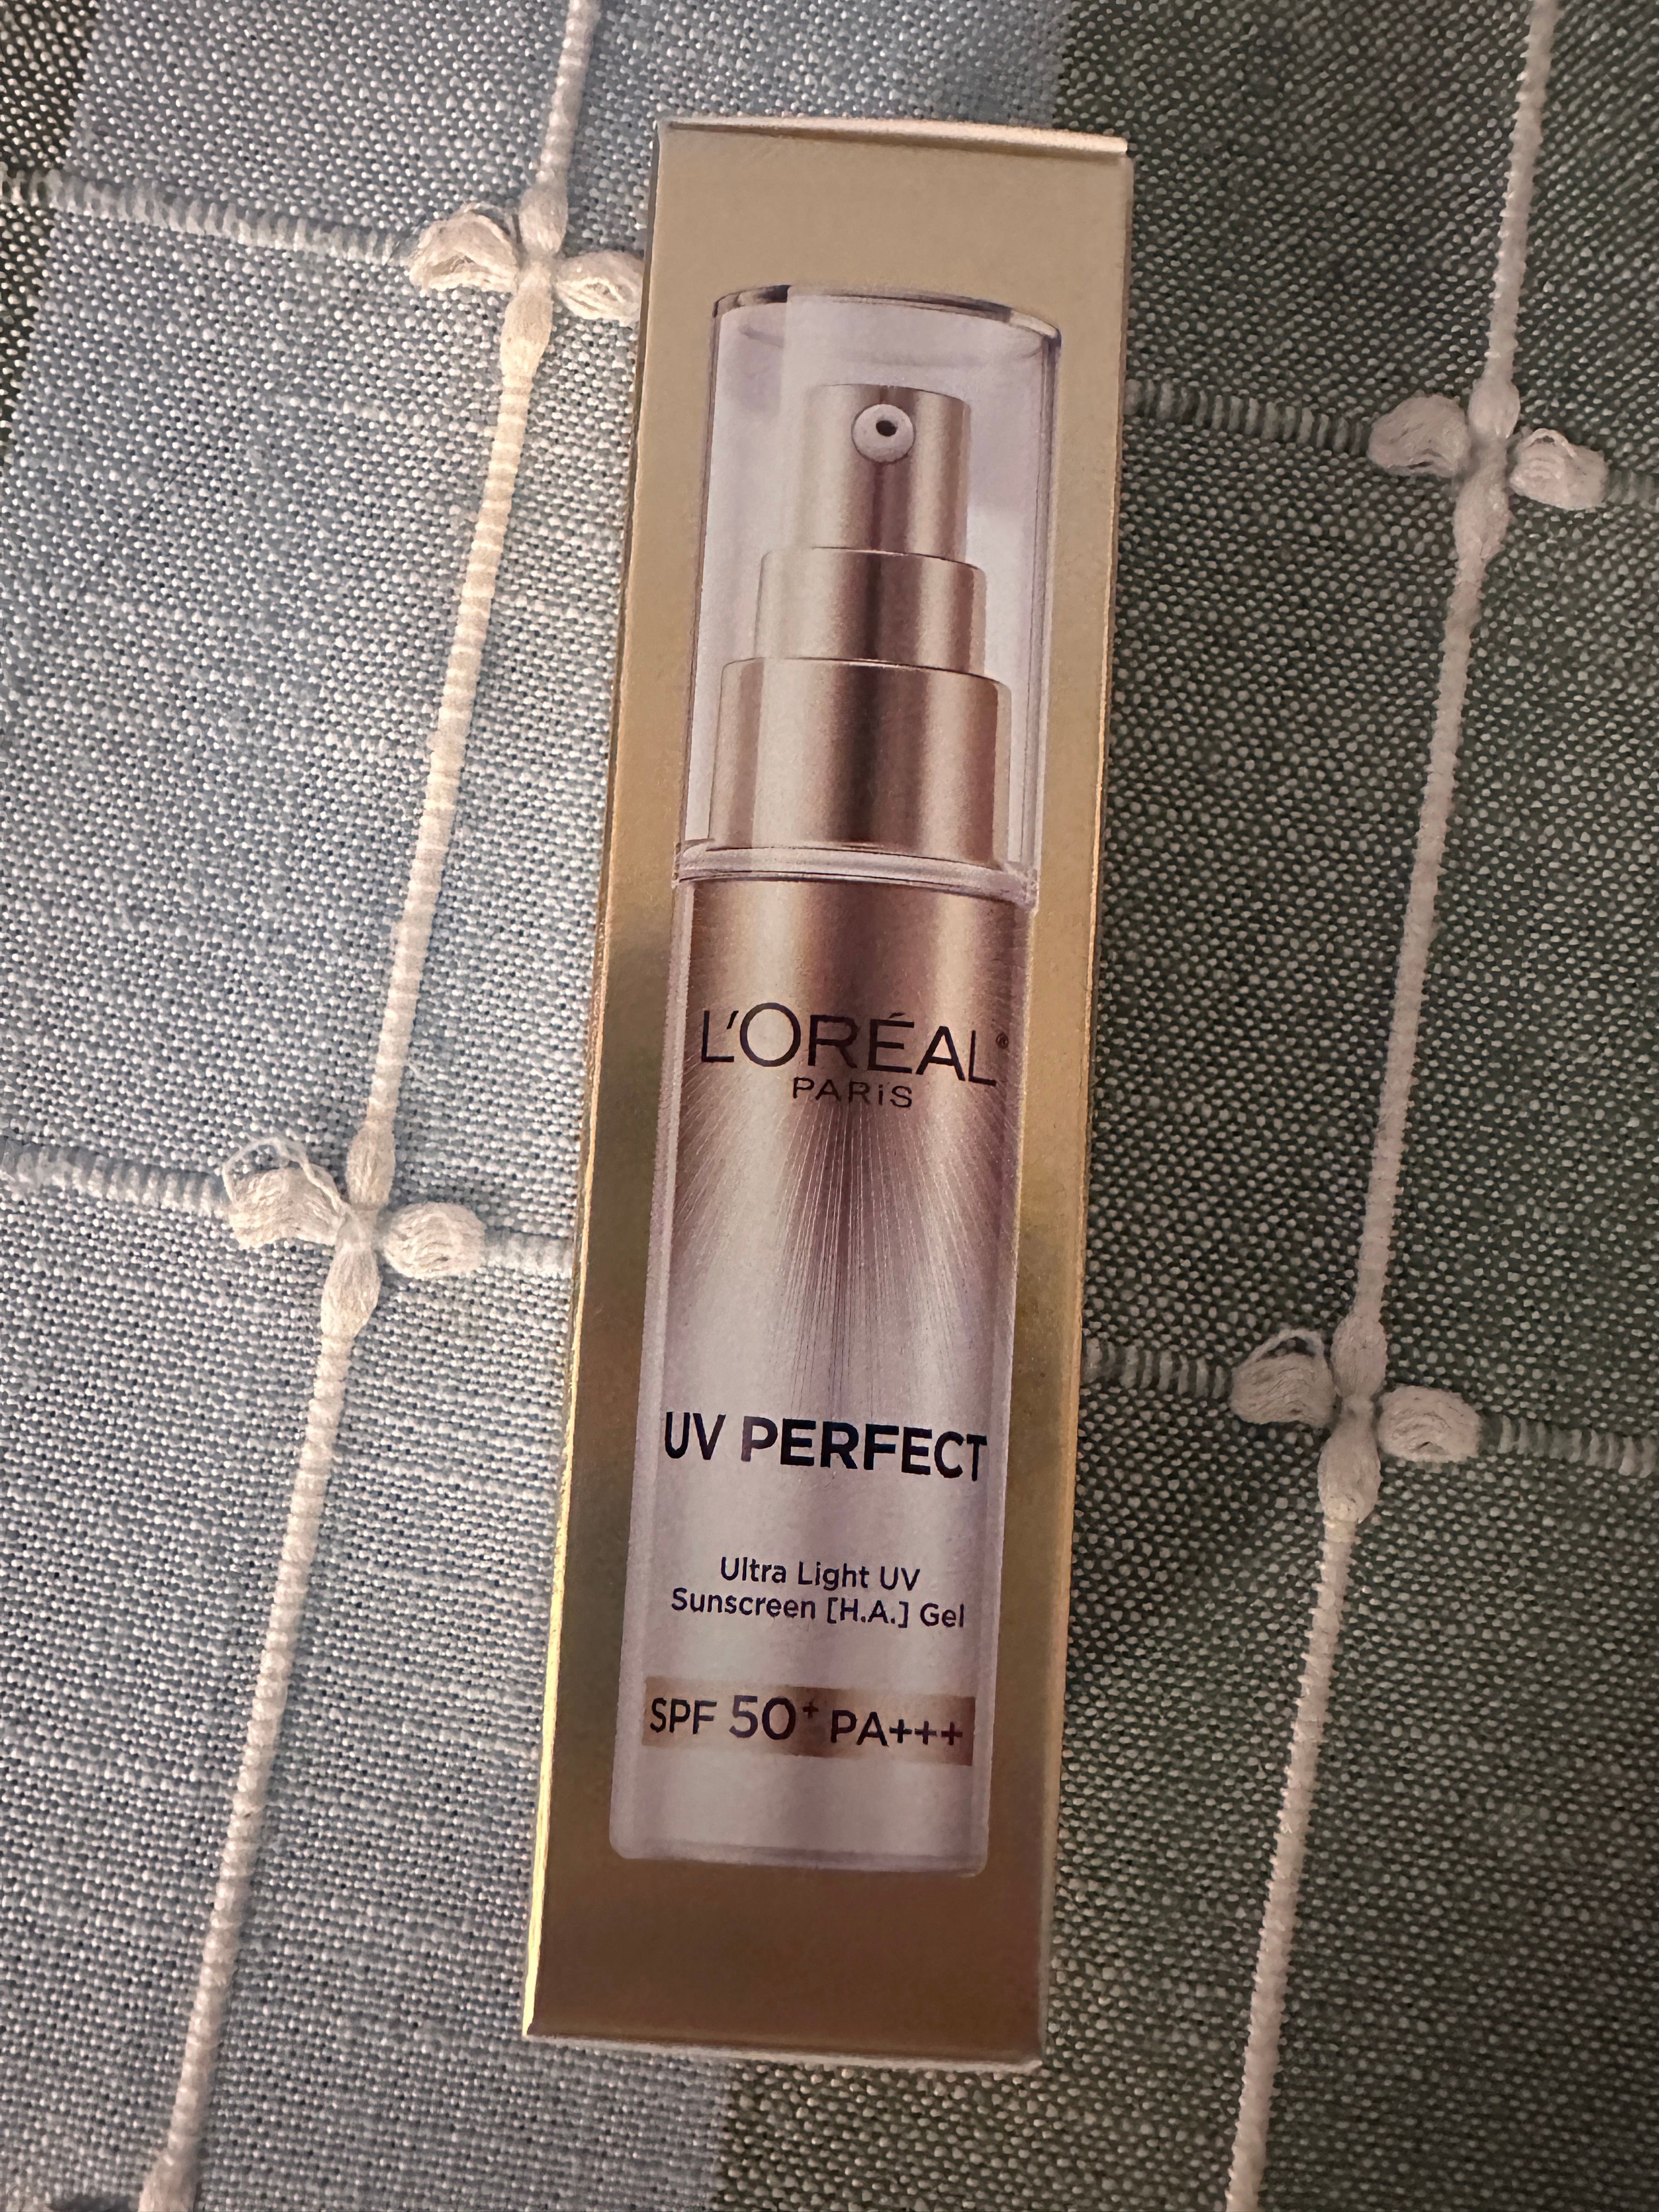 L'ORÉAL®
PARiS
UV PERFECT
Ultra Light UV
Sunscreen [H.A.] Gel
SPF 50+ PA+++